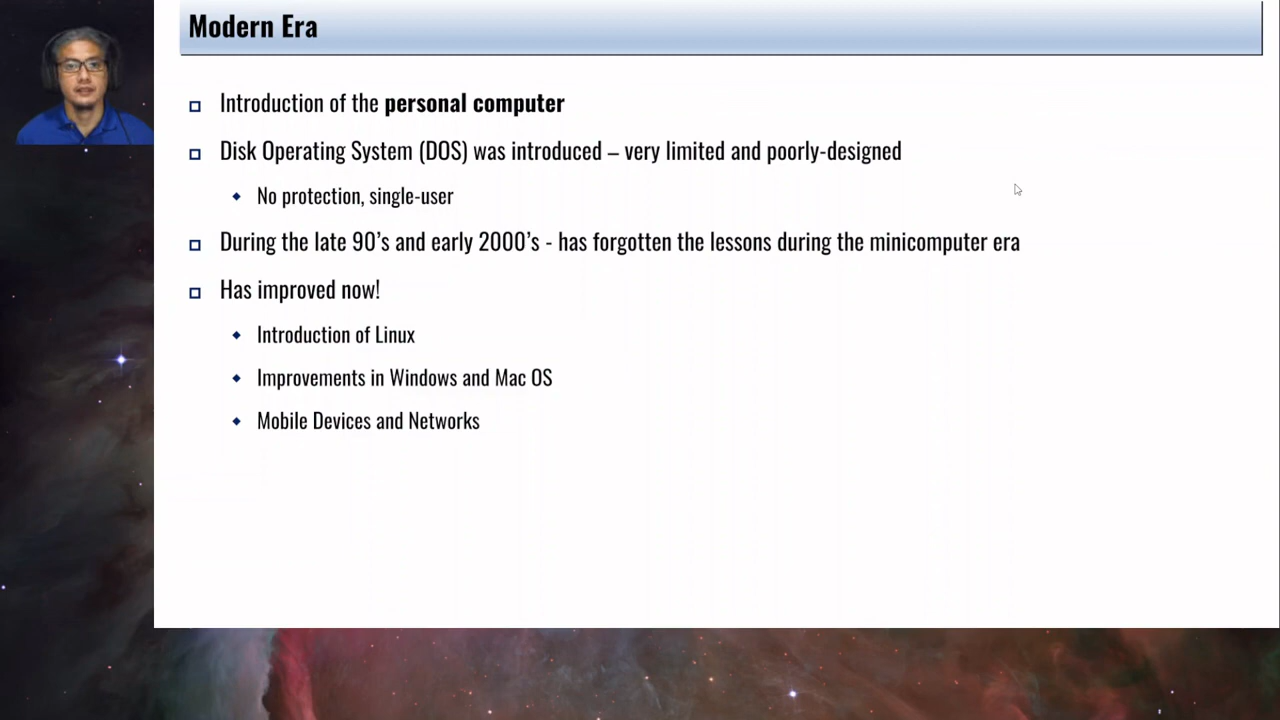 Modern Era
Introduction of the personal computer
Disk Operating System (DOS) was introduced – very limited and poorly-designed
No protection, single-user
During the late 90’s and early 2000’s - has forgotten the lessons during the minicomputer era
Has improved now!
Introduction of Linux
Improvements in Windows and Mac OS
Mobile Devices and Networks